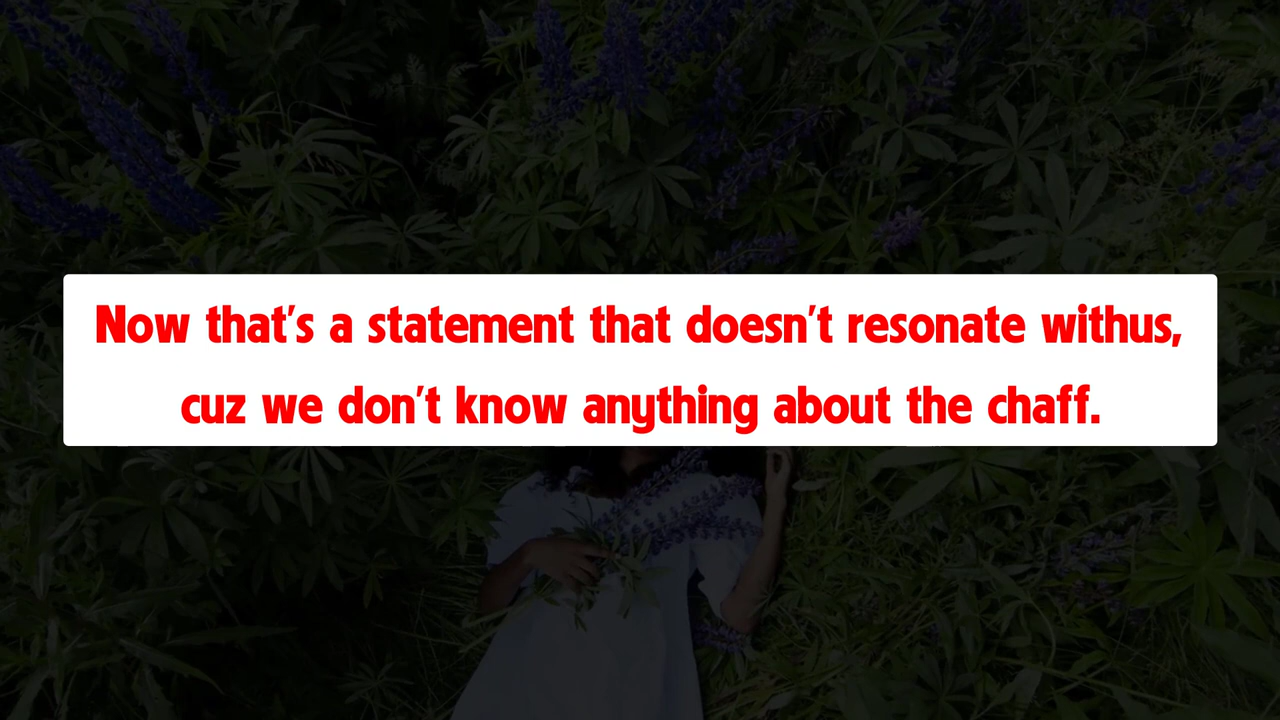 Now that's a statement that doesn't resonate withus,
cuz we don't know anything about the chaff.